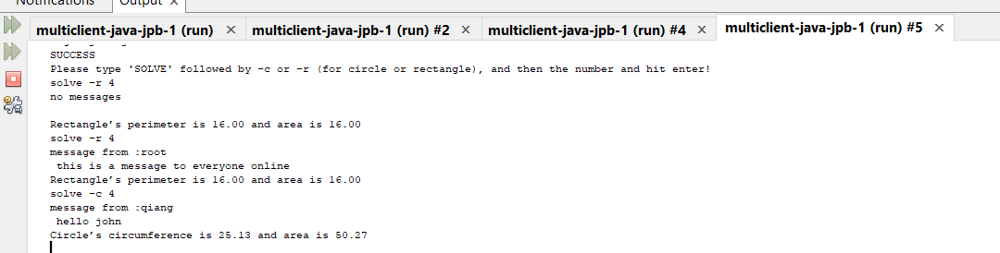 Notifications Output ×
multiclient-java-jpb-1 (run) × multiclient-java-jpb-1 (run) #2 × multiclient-java-jpb-1 (run) #4 × multiclient-java-jpb-1 (run) #5 ×
SUCCESS
Please type 'SOLVE' followed by -c or -r (for circle or rectangle), and then the number and hit enter!
solve -r 4
no messages
Rectangle’s perimeter is 16.00 and area is 16.00
solve -r 4
message from :root
this is a message to everyone online
Rectangle’s perimeter is 16.00 and area is 16.00
solve -c 4
message from :qiang
hello john
Circle’s circumference is 25.13 and area is 50.27